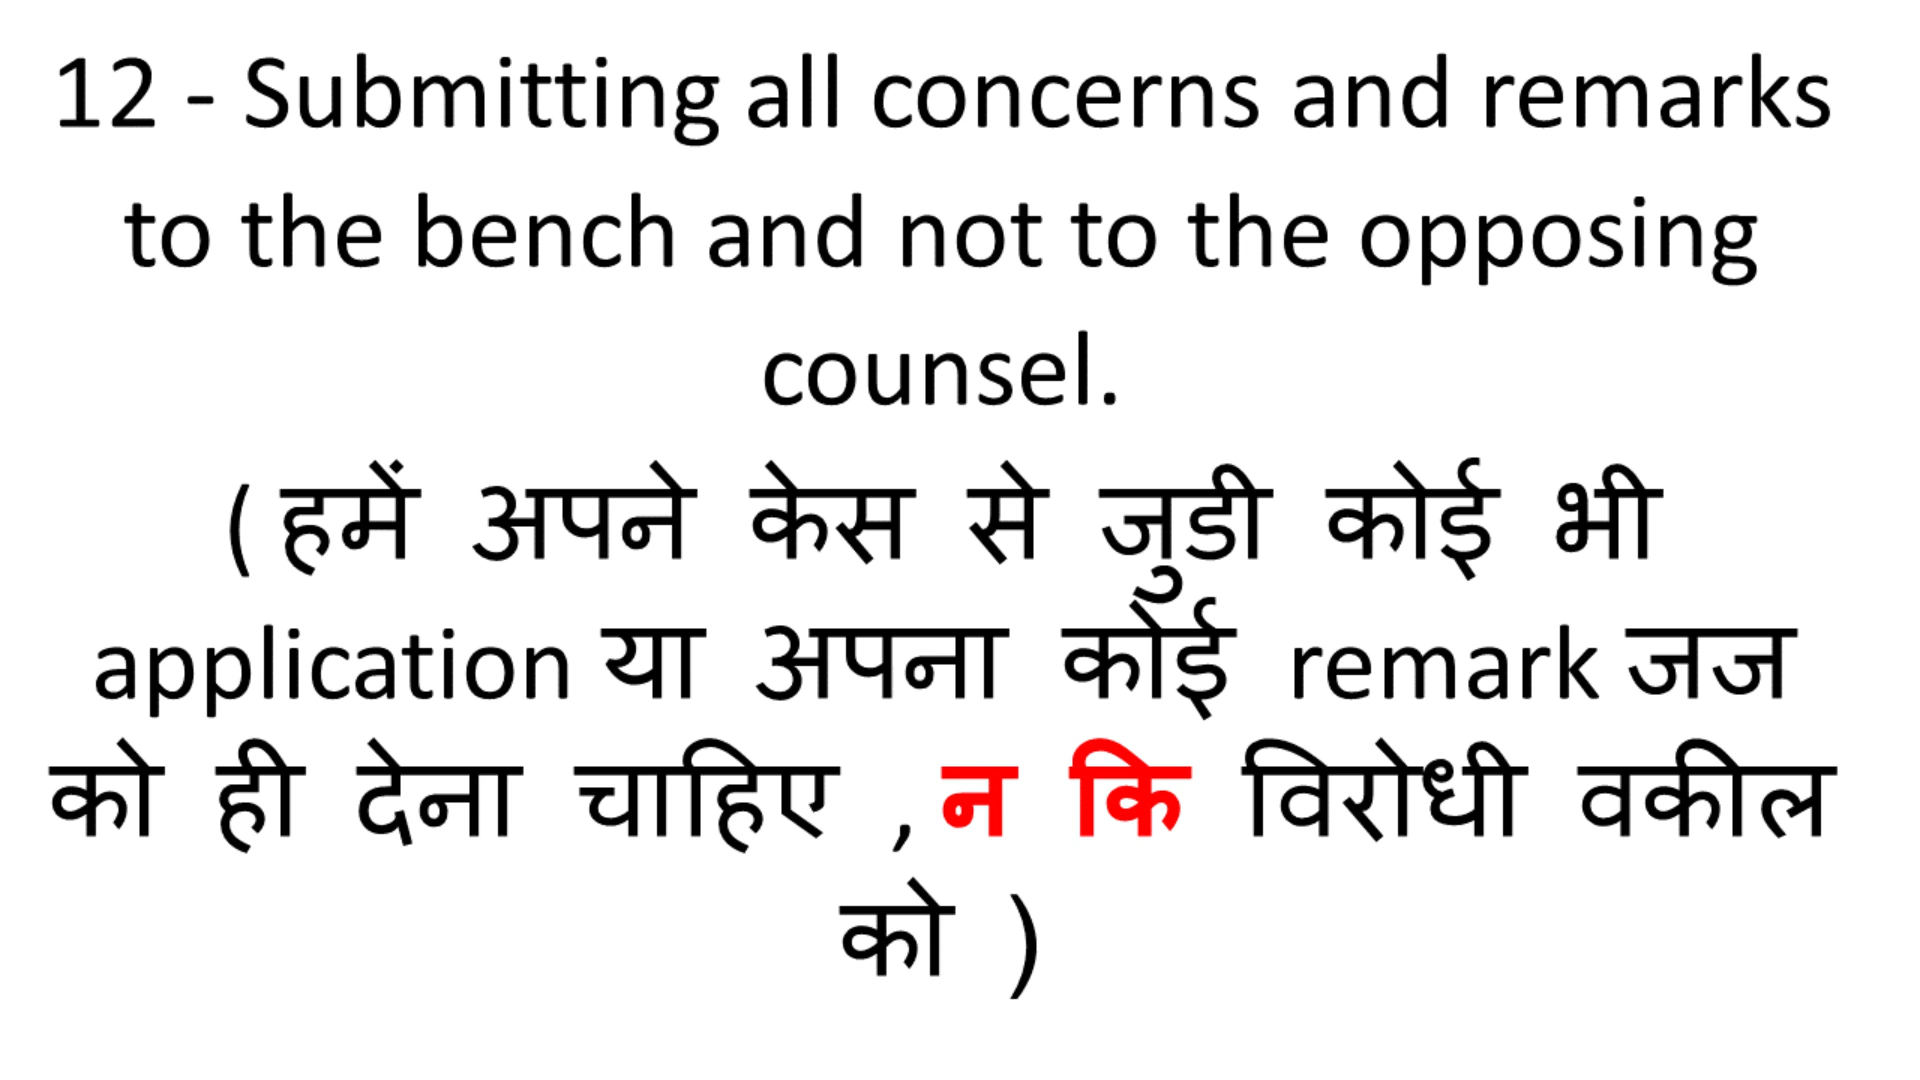 12 - Submitting all concerns and remarks
to the bench and not to the opposing
counsel.
( हमें अपने केस से जुडी कोई भी
application या अपना कोई remark जज
को ही देना चाहिए , न कि विरोधी वकील
को )